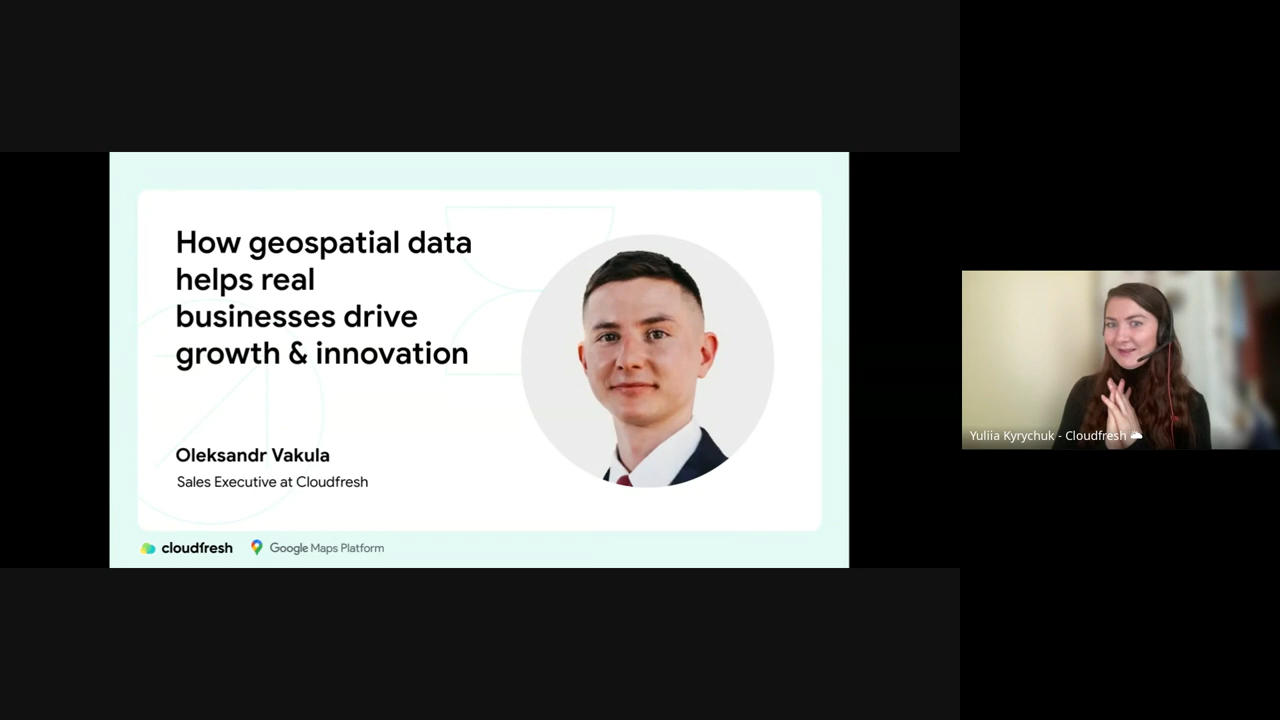 How geospatial data
helps real
businesses drive
growth & innovation
Oleksandr Vakula
Sales Executive at Cloudfresh
cloudfresh
Google Maps Platform
Yuliia Kyrychuk - Cloudfresh 🌥️